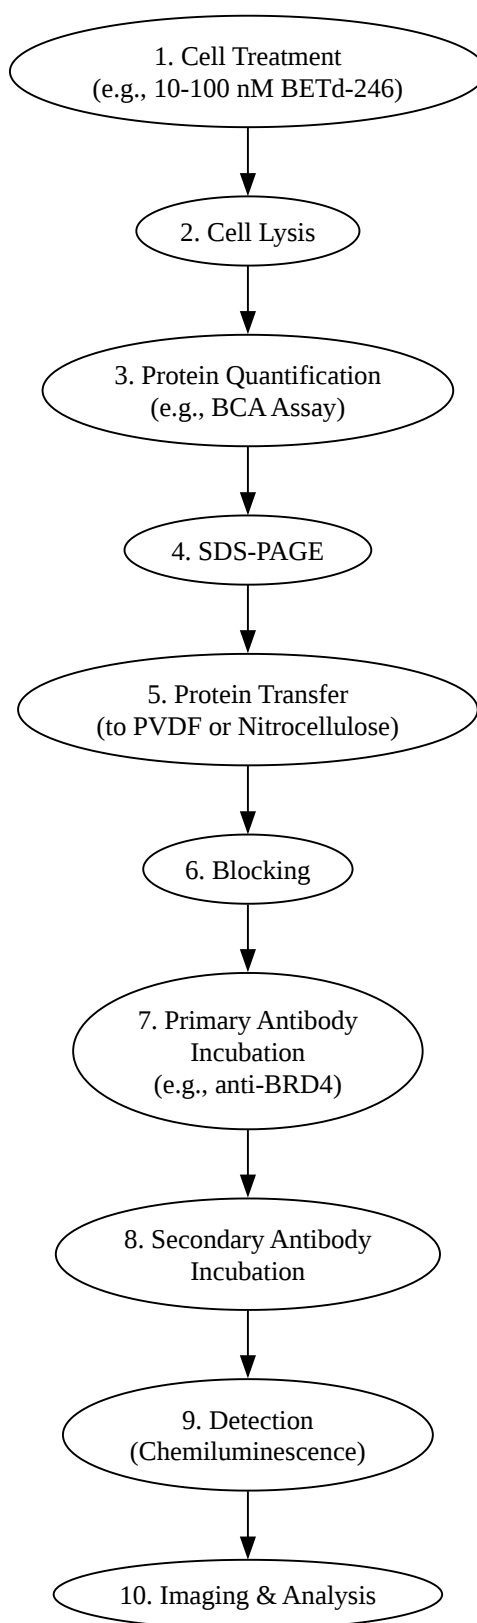 1. Cell Treatment
(e.g., 10-100 nM BETd-246)
2. Cell Lysis
3. Protein Quantification
(e.g., BCA Assay)
4. SDS-PAGE
5. Protein Transfer
(to PVDF or Nitrocellulose)
6. Blocking
7. Primary Antibody
Incubation
(e.g., anti-BRD4)
8. Secondary Antibody
Incubation
9. Detection
(Chemiluminescence)
10. Imaging & Analysis